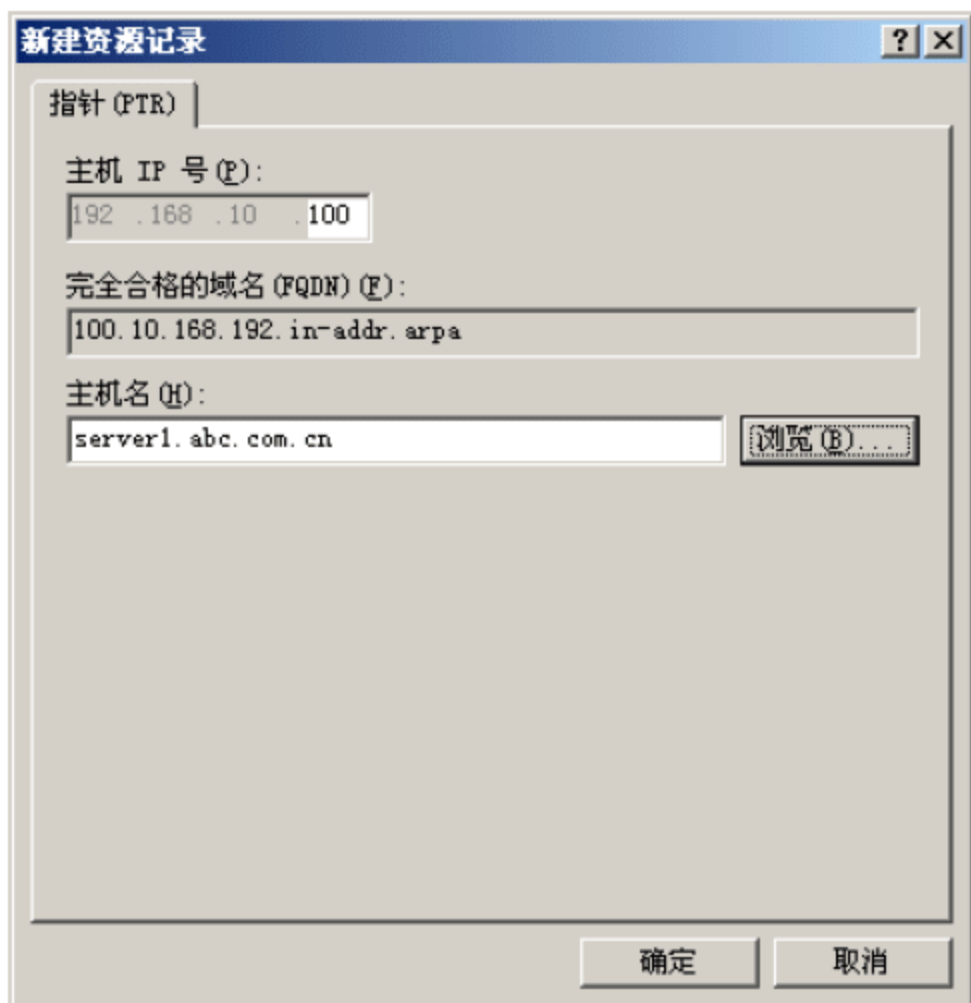 新建资源记录
指针(PTR)
主机 IP 号(P):
192 .168 .10 .100
完全合格的域名(FQDN)(F):
100.10.168.192.in-addr.arpa
主机名(H):
server1.abc.com.cn 浏览(B)...
确定 取消